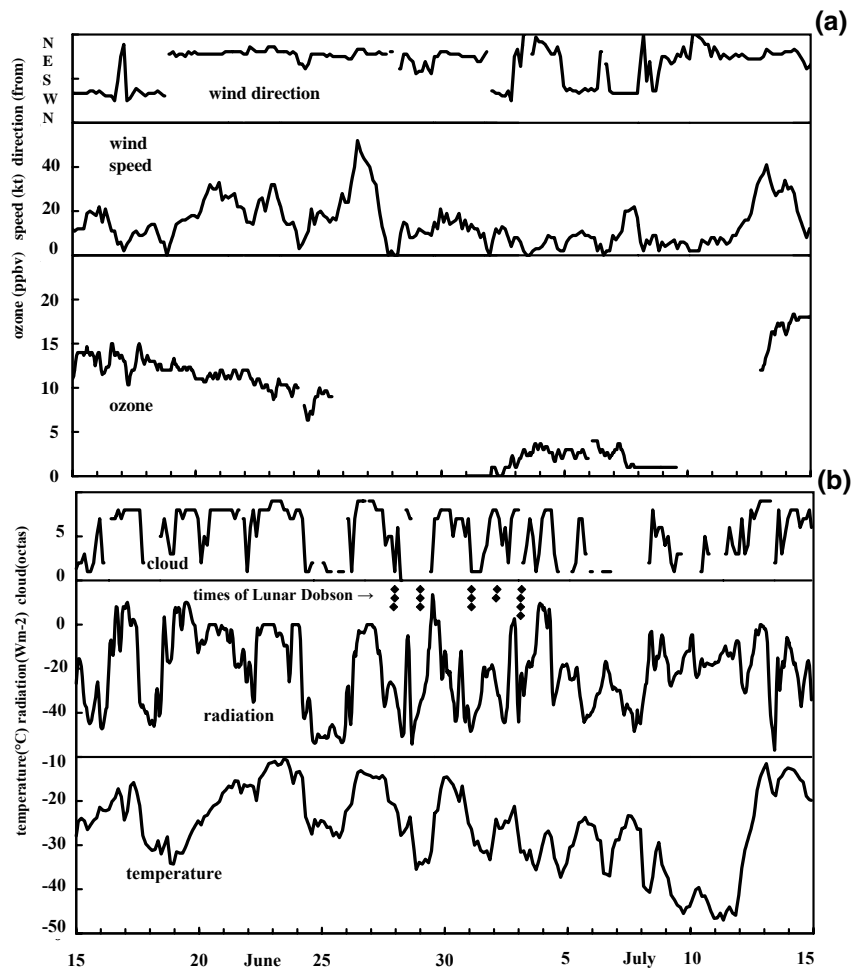 (a)
N
E
S
W
N
wind direction
wind
speed
40
20
0
20
15
10
5
0
ozone
ozone (ppbv) speed (kt) direction (from)
(b)
5
0
cloud
times of Lunar Dobson →
0
-20
-40
radiation
-10
-20
-30
-40
-50
temperature
temperature(°C) radiation(Wm-2) cloud(octas)
15 20 June 25 30 5 July 15